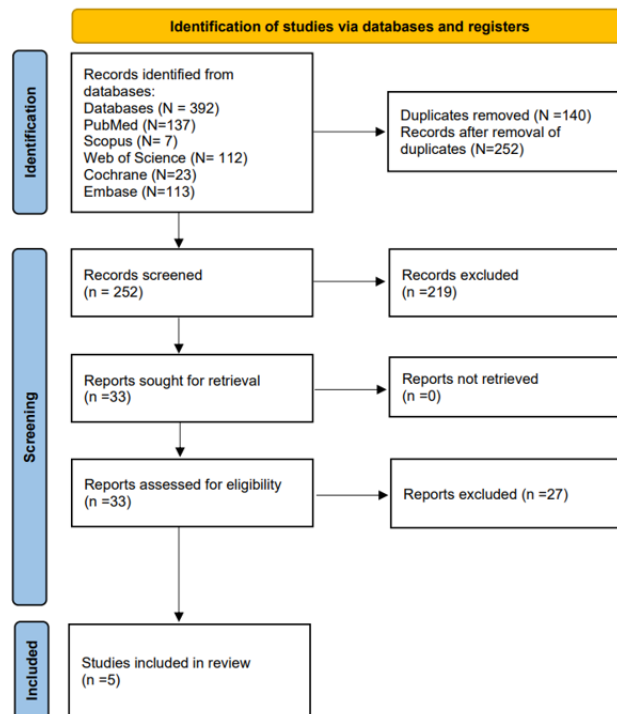 Identification of studies via databases and registers
Identification
Records identified from
databases:
Databases (N = 392)
PubMed (N=137)
Scopus (N= 7)
Web of Science (N= 112)
Cochrane (N=23)
Embase (N=113)
Duplicates removed (N =140)
Records after removal of
duplicates (N=252)
Screening
Records screened
(n = 252)
Records excluded
(n =219)
Reports sought for retrieval
(n =33)
Reports not retrieved
(n =0)
Reports assessed for eligibility
(n =33)
Reports excluded (n =27)
Included
Studies included in review
(n =5)